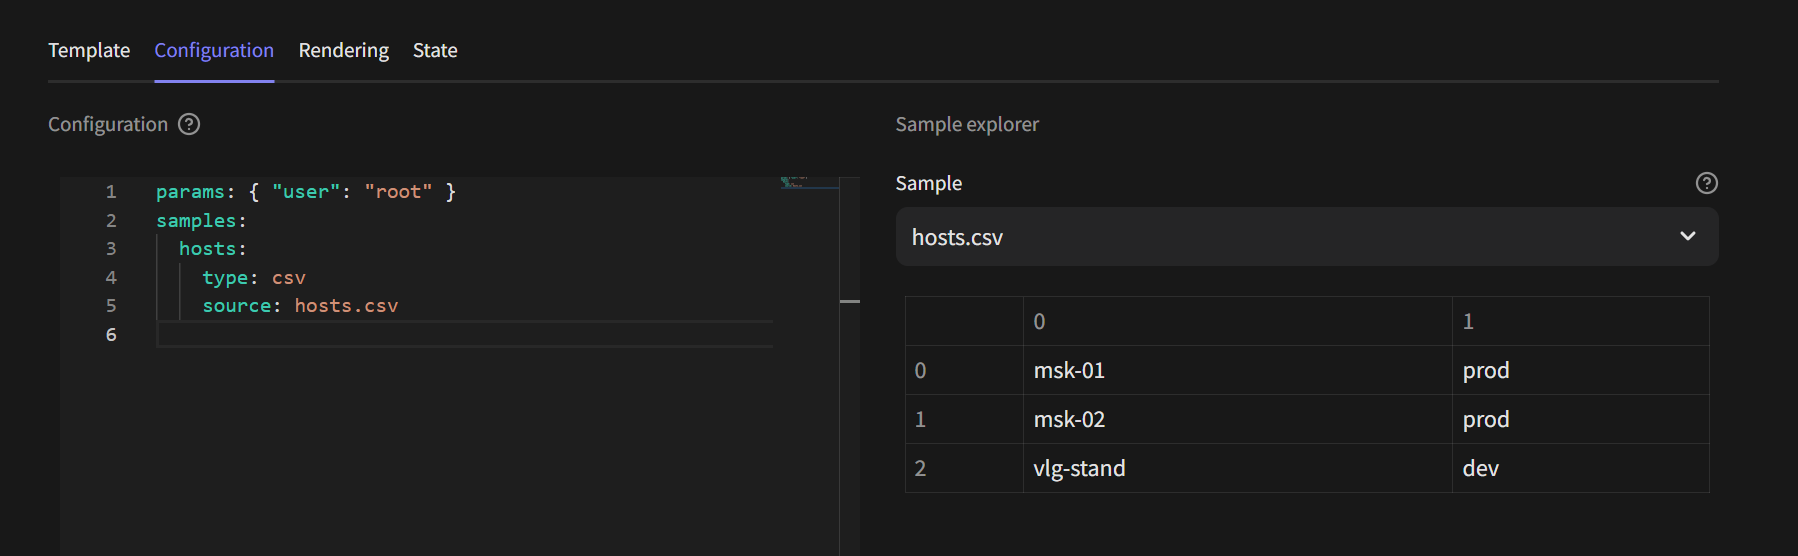 Template Configuration Rendering State
Configuration ?
1 params: { "user": "root" }
2 samples:
3 hosts:
4 type: csv
5 source: hosts.csv
6
Sample explorer
Sample ?
hosts.csv
0 1
0 msk-01 prod
1 msk-02 prod
2 vlg-stand dev